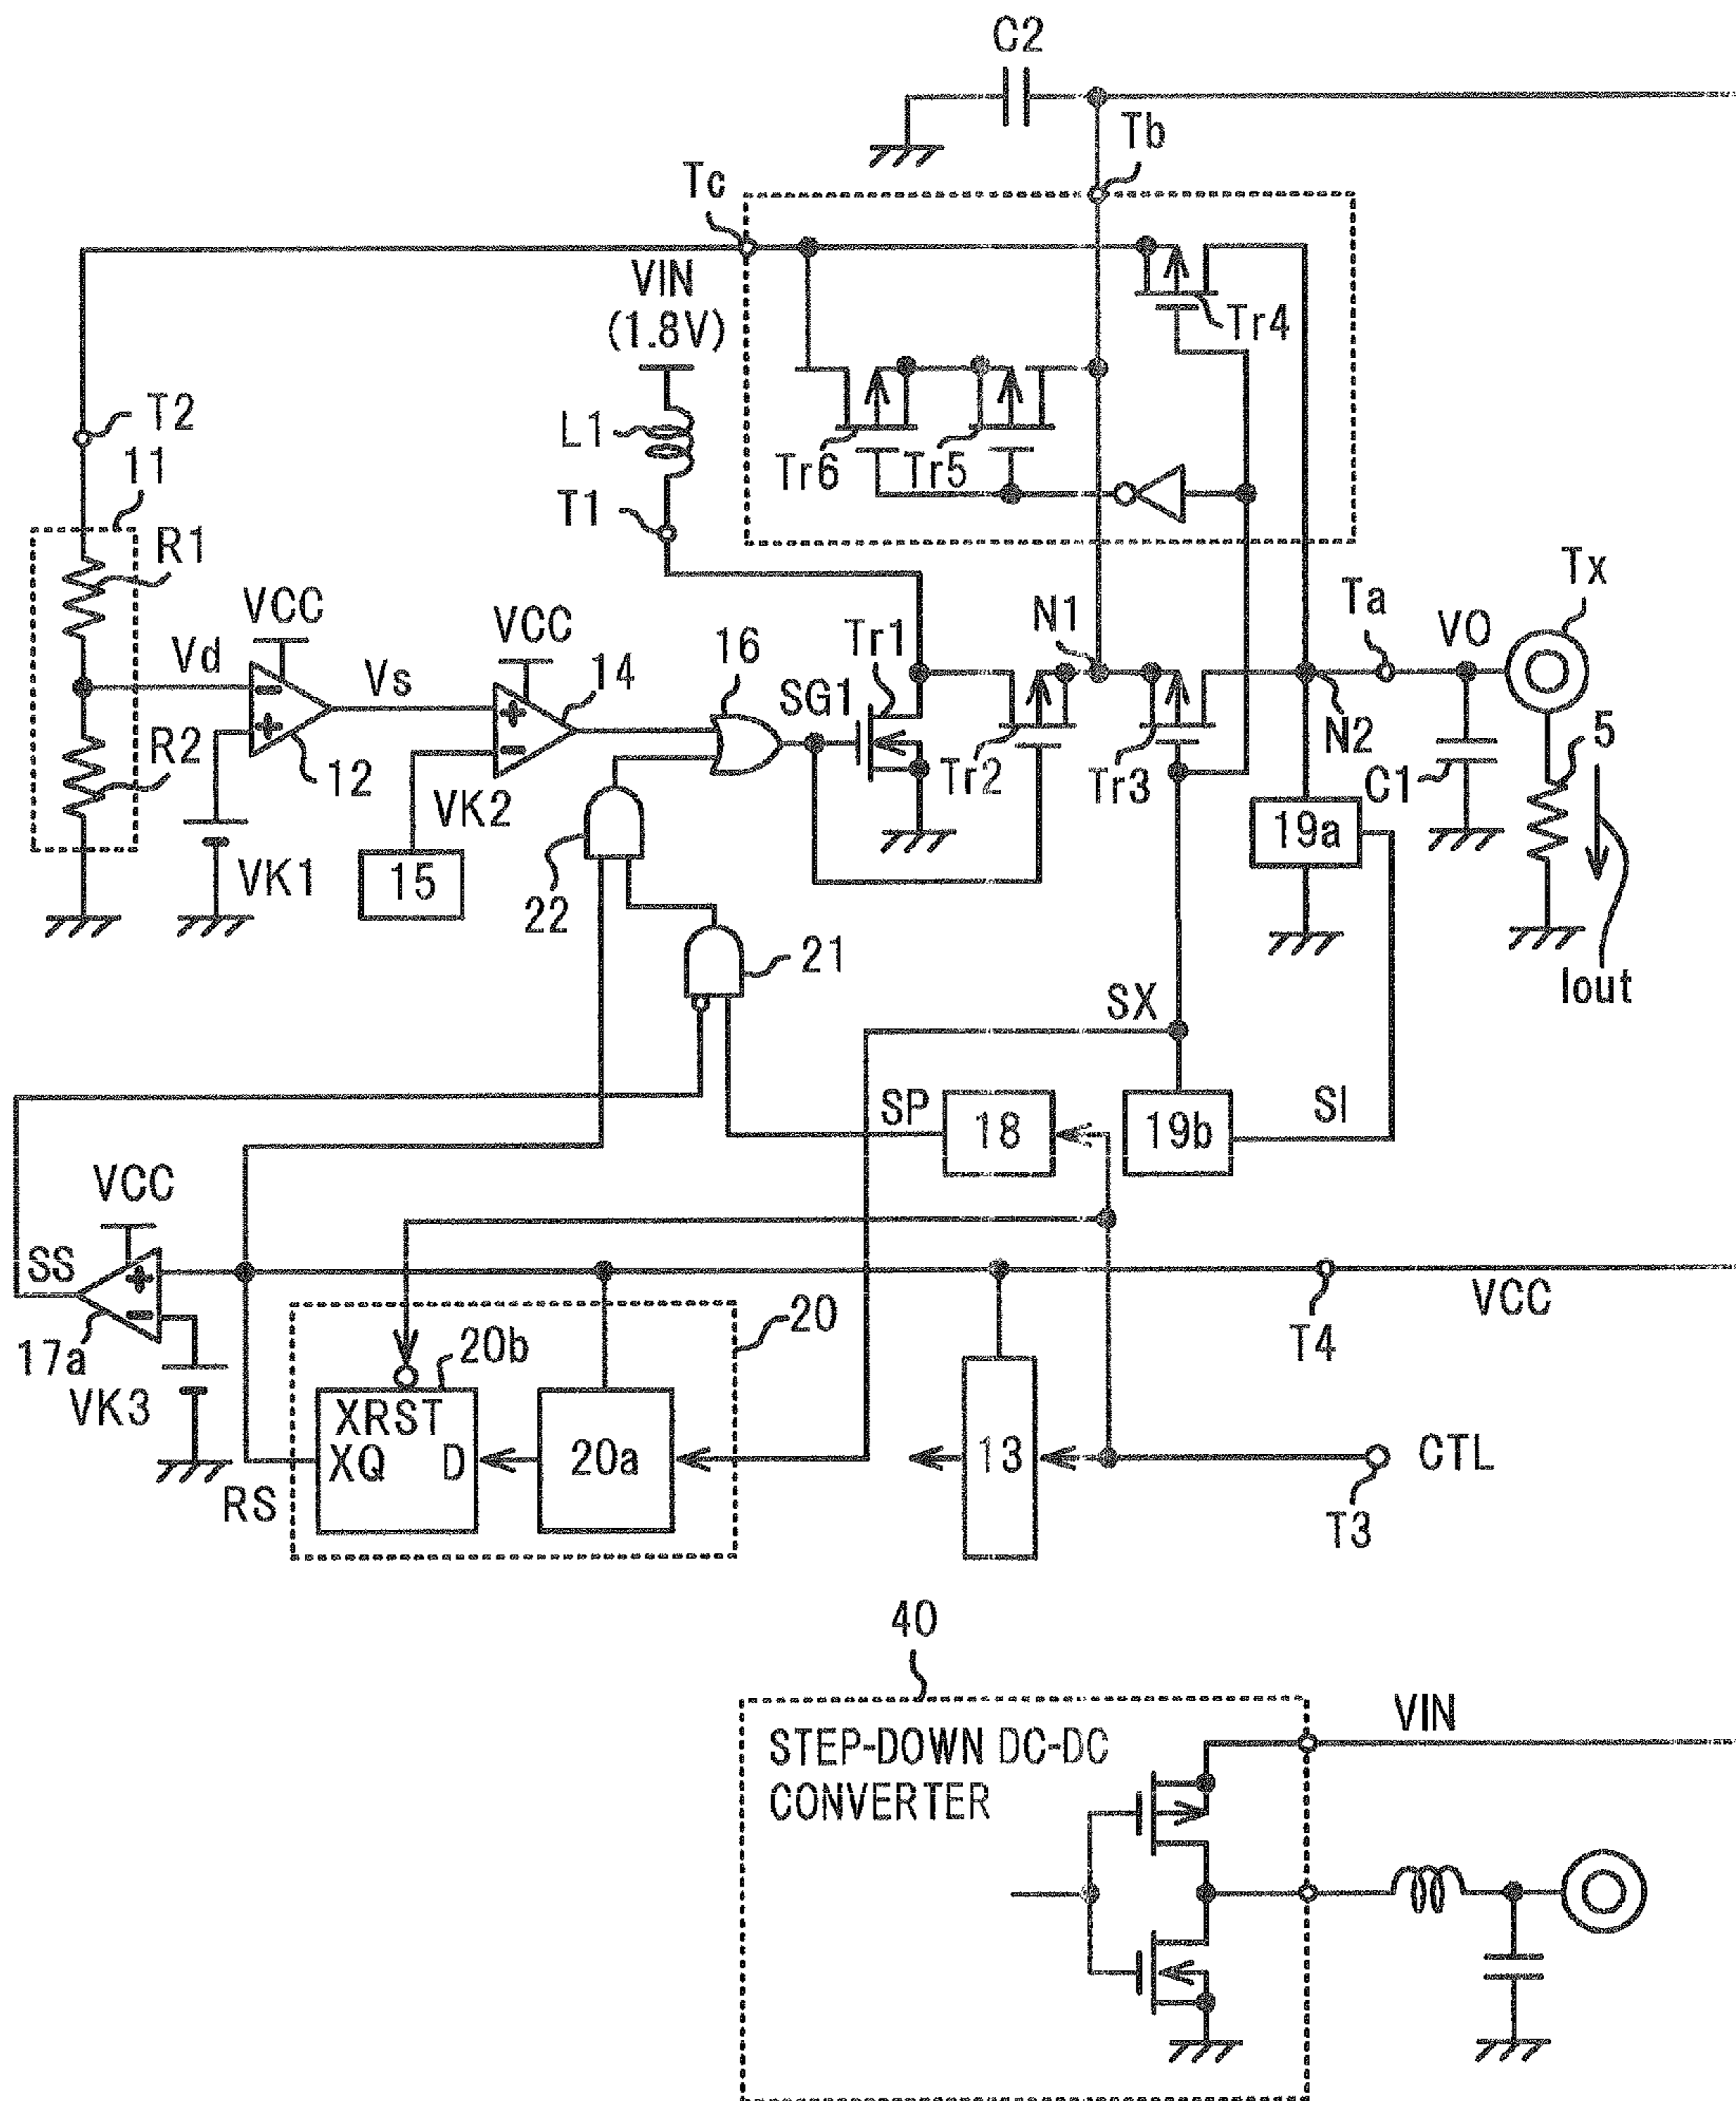 C2
Tb
Tc
VIN
(1.8V)
Tr4
T2
L1
11
Tr6
Tr5
T1
R1
VCC
Tx
Ta
VO
N1
VCC
Tr1
16
Vd
Vs
14
SG1
5
R2
N2
12
Tr2
Tr3
C1
VK2
19a
VK1
15
22
21
Iout
SX
SP
18
19b
SI
VCC
SS
20
VCC
17a
20b
T4
VK3
XRST
XQ
D
20a
13
CTL
RS
T3
40
VIN
STEP-DOWN DC-DC
CONVERTER